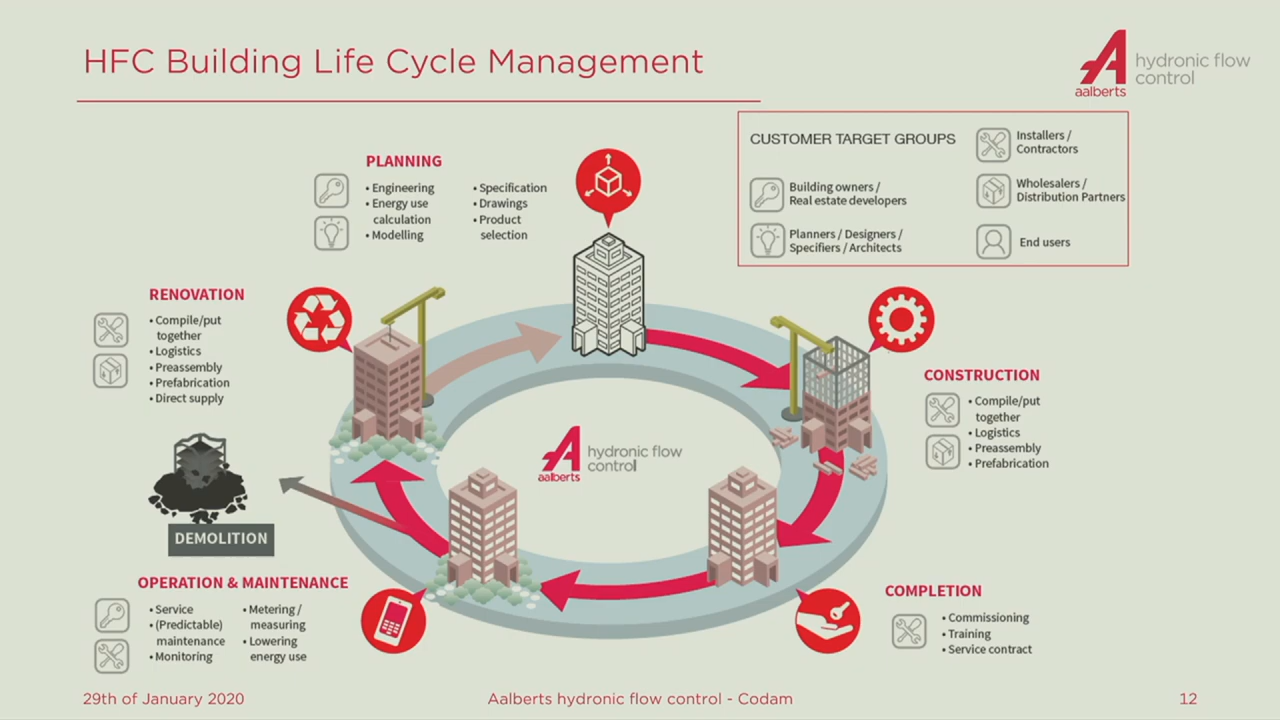 HFC Building Life Cycle Management
hydronic flow
control
aalberts
CUSTOMER TARGET GROUPS
Installers /
Contractors
Building owners /
Real estate developers
Wholesalers /
Distribution Partners
Planners / Designers /
Specifiers / Architects
End users
PLANNING
• Engineering
• Energy use
calculation
• Modelling
• Specification
• Drawings
• Product
selection
RENOVATION
• Compile/put
together
• Logistics
• Preassembly
• Prefabrication
• Direct supply
CONSTRUCTION
• Compile/put
together
• Logistics
• Preassembly
• Prefabrication
hydronic flow
control
aalberts
DEMOLITION
OPERATION & MAINTENANCE
• Service
• (Predictable)
maintenance
• Monitoring
• Metering /
measuring
• Lowering
energy use
COMPLETION
• Commissioning
• Training
• Service contract
29th of January 2020
Aalberts hydronic flow control - Codam
12